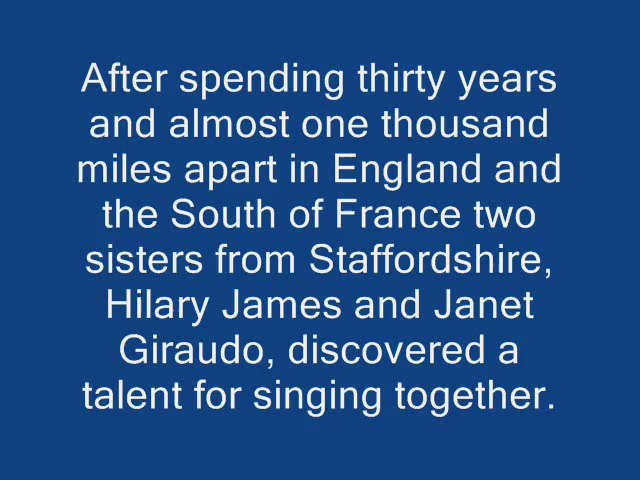 After spending thirty years
and almost one thousand
miles apart in England and
the South of France two
sisters from Staffordshire,
Hilary James and Janet
Giraudo, discovered a
talent for singing together.